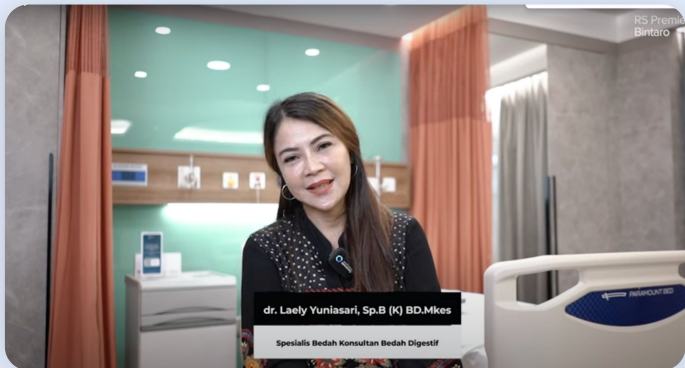 RS Premie
Bintaro
dr. Laely Yuniasari, Sp.B (K) BD.Mkes
Spesialis Bedah Konsultan Bedah Digestif
PARAMOUNT BED